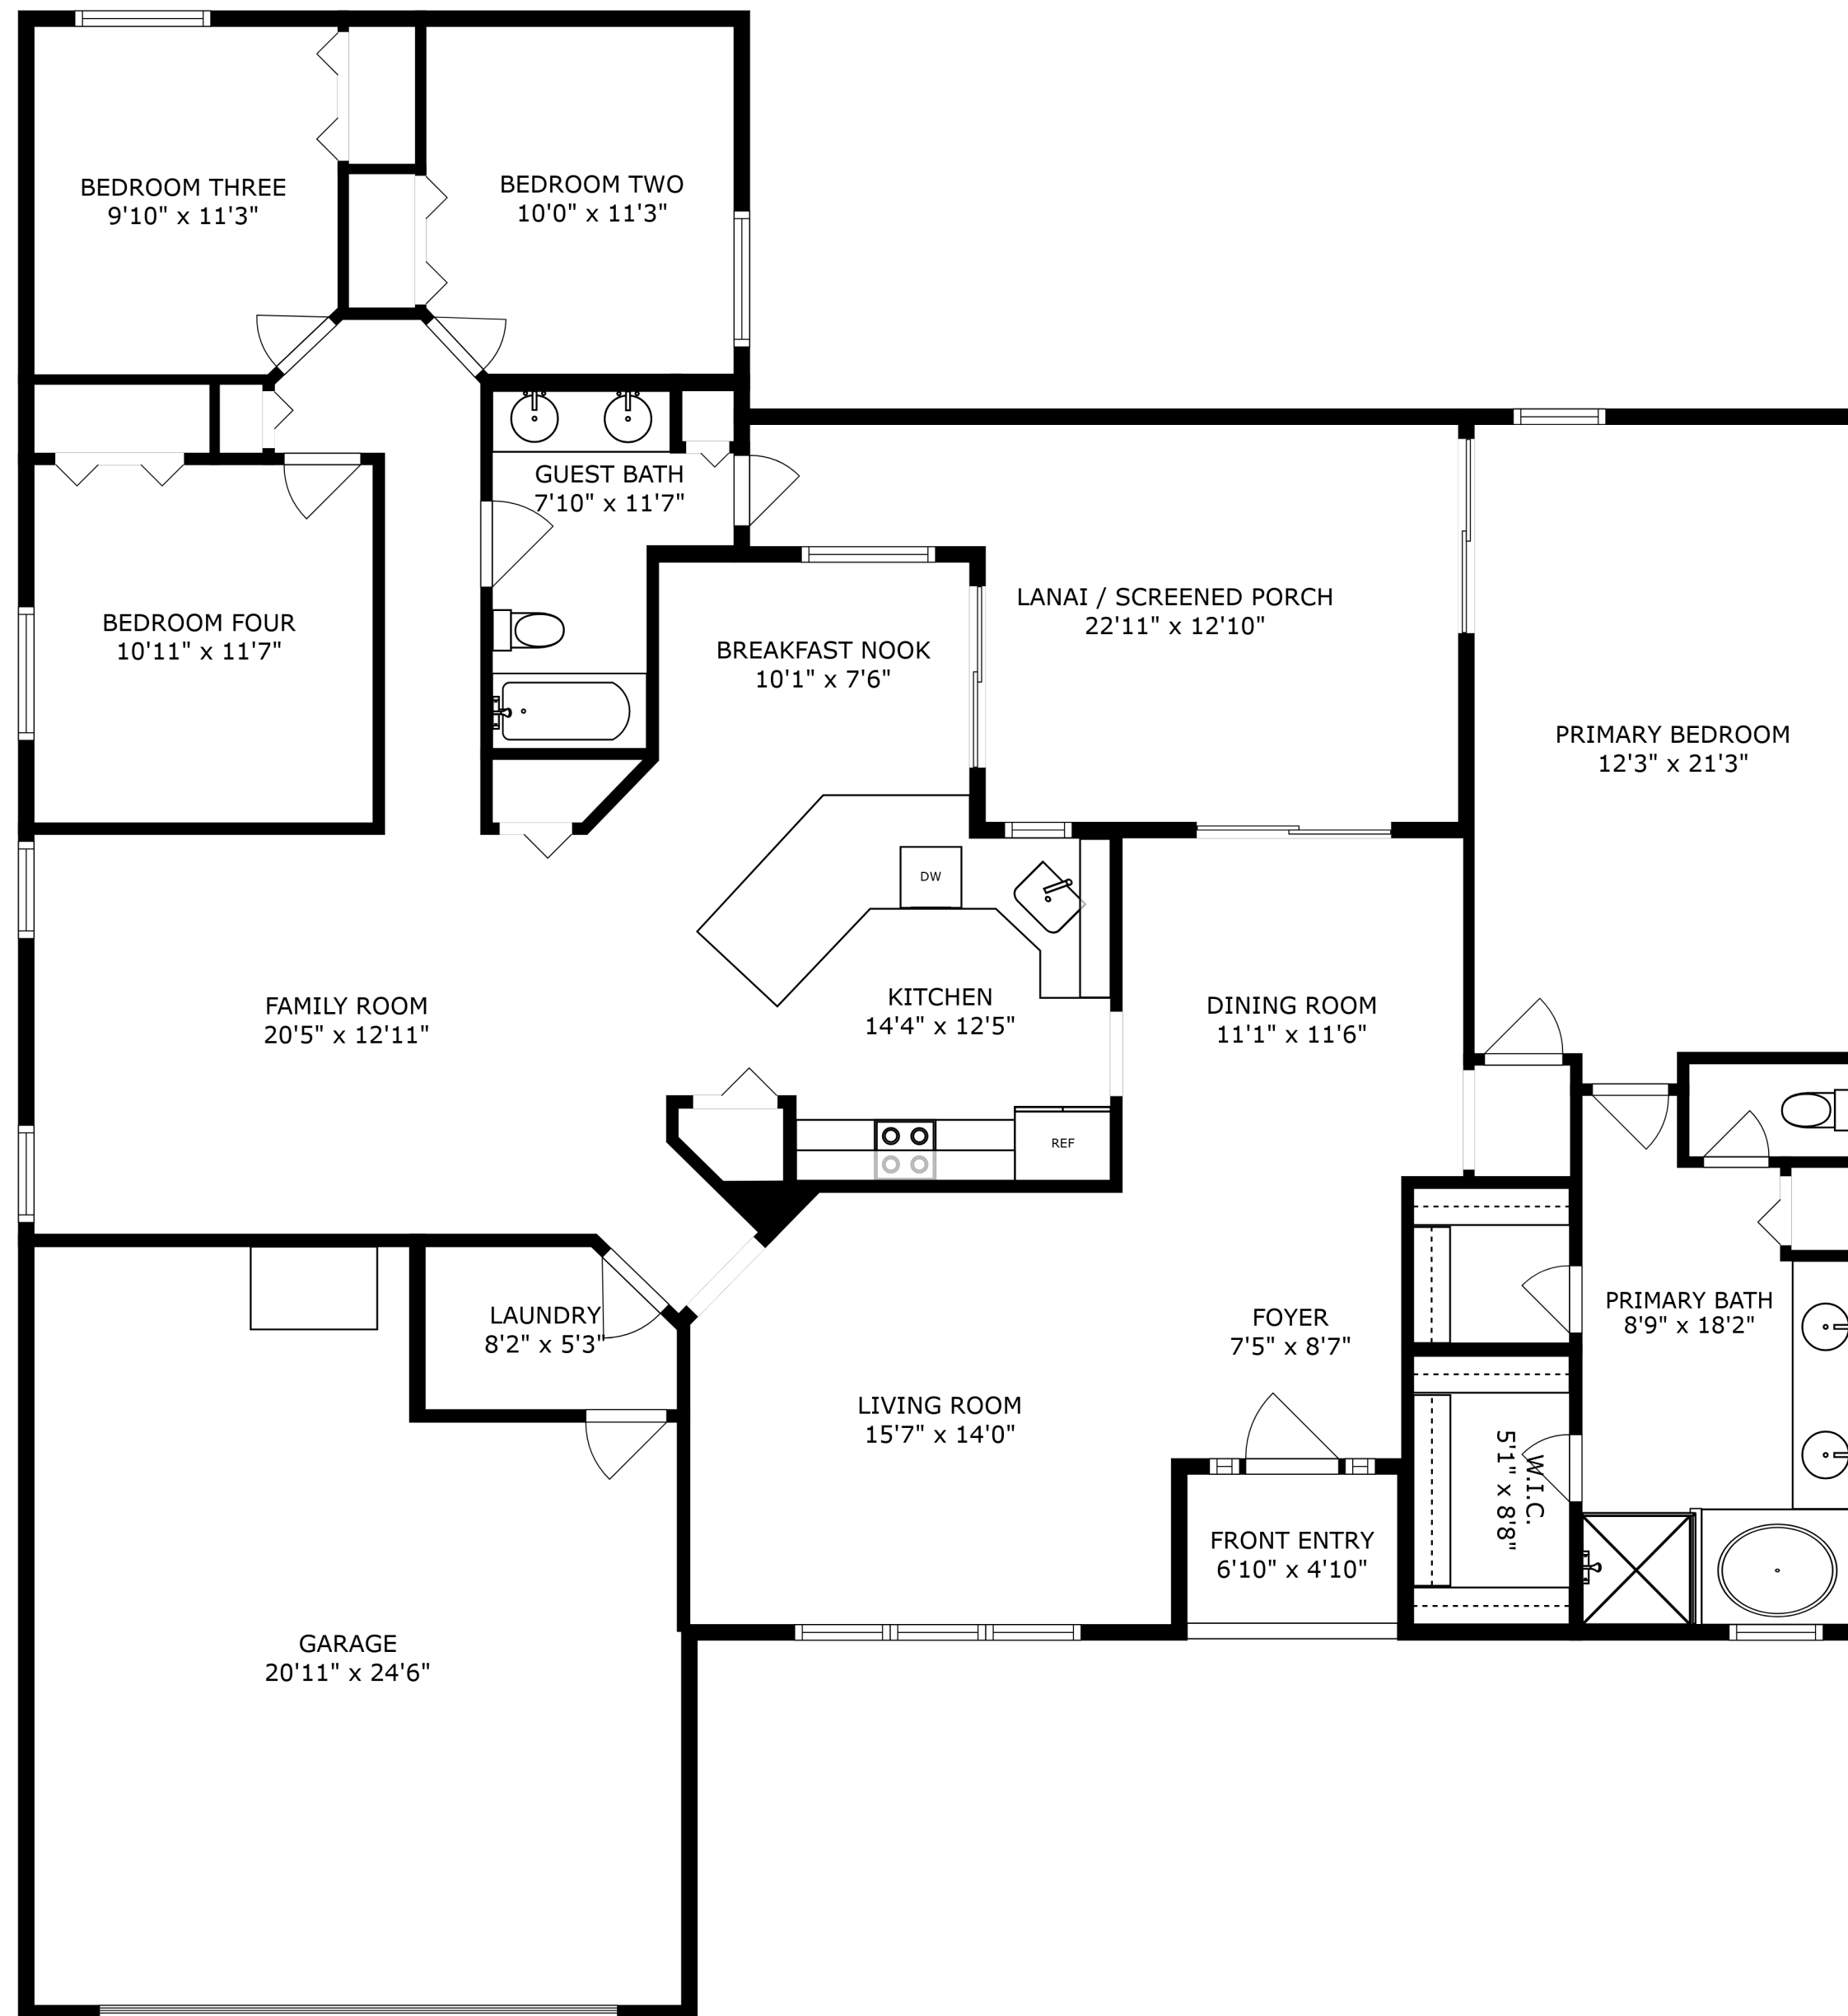 BEDROOM THREE
9'10" x 11'3"
BEDROOM TWO
10'0" x 11'3"
GUEST BATH
7'10" x 11'7"
BEDROOM FOUR
10'11" x 11'7"
BREAKFAST NOOK
10'1" x 7'6"
LANAI / SCREENED PORCH
22'11" x 12'10"
PRIMARY BEDROOM
12'3" x 21'3"
DW
FAMILY ROOM
20'5" x 12'11"
KITCHEN
14'4" x 12'5"
DINING ROOM
11'1" x 11'6"
REF
LAUNDRY
8'2" x 5'3"
FOYER
7'5" x 8'7"
PRIMARY BATH
8'9" x 18'2"
LIVING ROOM
15'7" x 14'0"
W.I.C.
5'1" x 8'8"
FRONT ENTRY
6'10" x 4'10"
GARAGE
20'11" x 24'6"